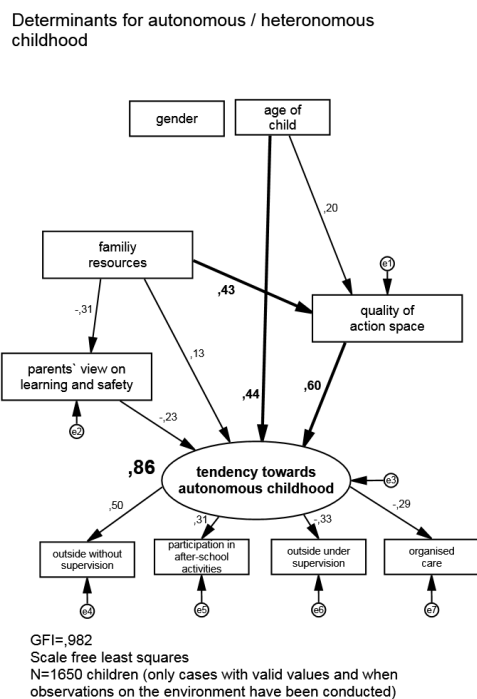 Determinants for autonomous / heteronomous
childhood
gender
age of
child
,20
familiy
resources
e1
,43
quality of
action space
-,31
,13
parents` view on
learning and safety
,44
,60
-,23
e2
,86
tendency towards
autonomous childhood
e3
,50
,31
-,33
-,29
outside without
supervision
participation in
after-school
activities
outside under
supervision
organised
care
e4
e5
e6
e7
GFI=,982
Scale free least squares
N=1650 children (only cases with valid values and when
observations on the environment have been conducted)